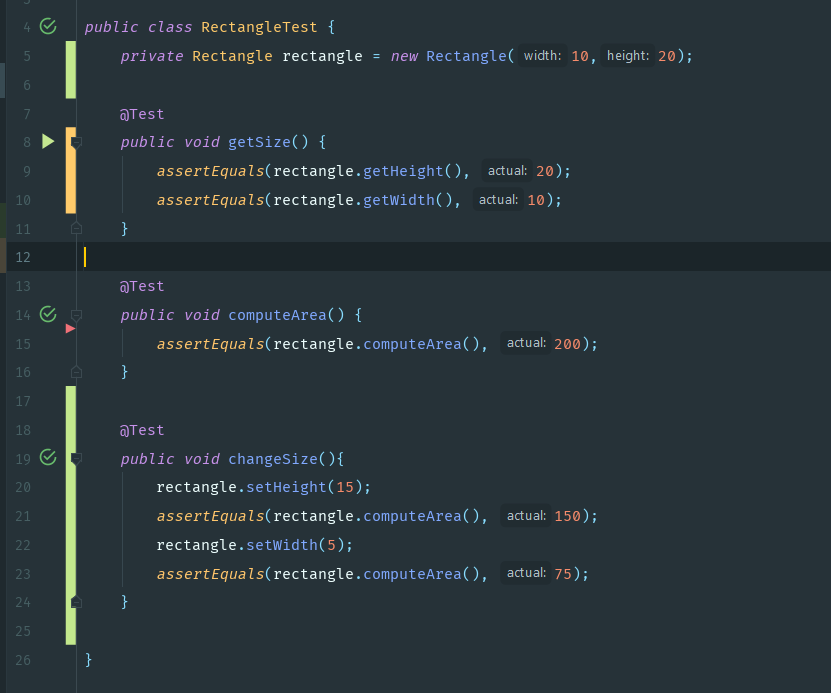 4 public class RectangleTest {
5 private Rectangle rectangle = new Rectangle( width: 10, height: 20);
6
7 @Test
8 public void getSize() {
9 assertEquals(rectangle.getHeight(), actual: 20);
10 assertEquals(rectangle.getWidth(), actual: 10);
11 }
12
13 @Test
14 public void computeArea() {
15 assertEquals(rectangle.computeArea(), actual: 200);
16 }
17
18 @Test
19 public void changeSize(){
20 rectangle.setHeight(15);
21 assertEquals(rectangle.computeArea(), actual: 150);
22 rectangle.setWidth(5);
23 assertEquals(rectangle.computeArea(), actual: 75);
24 }
25
26 }